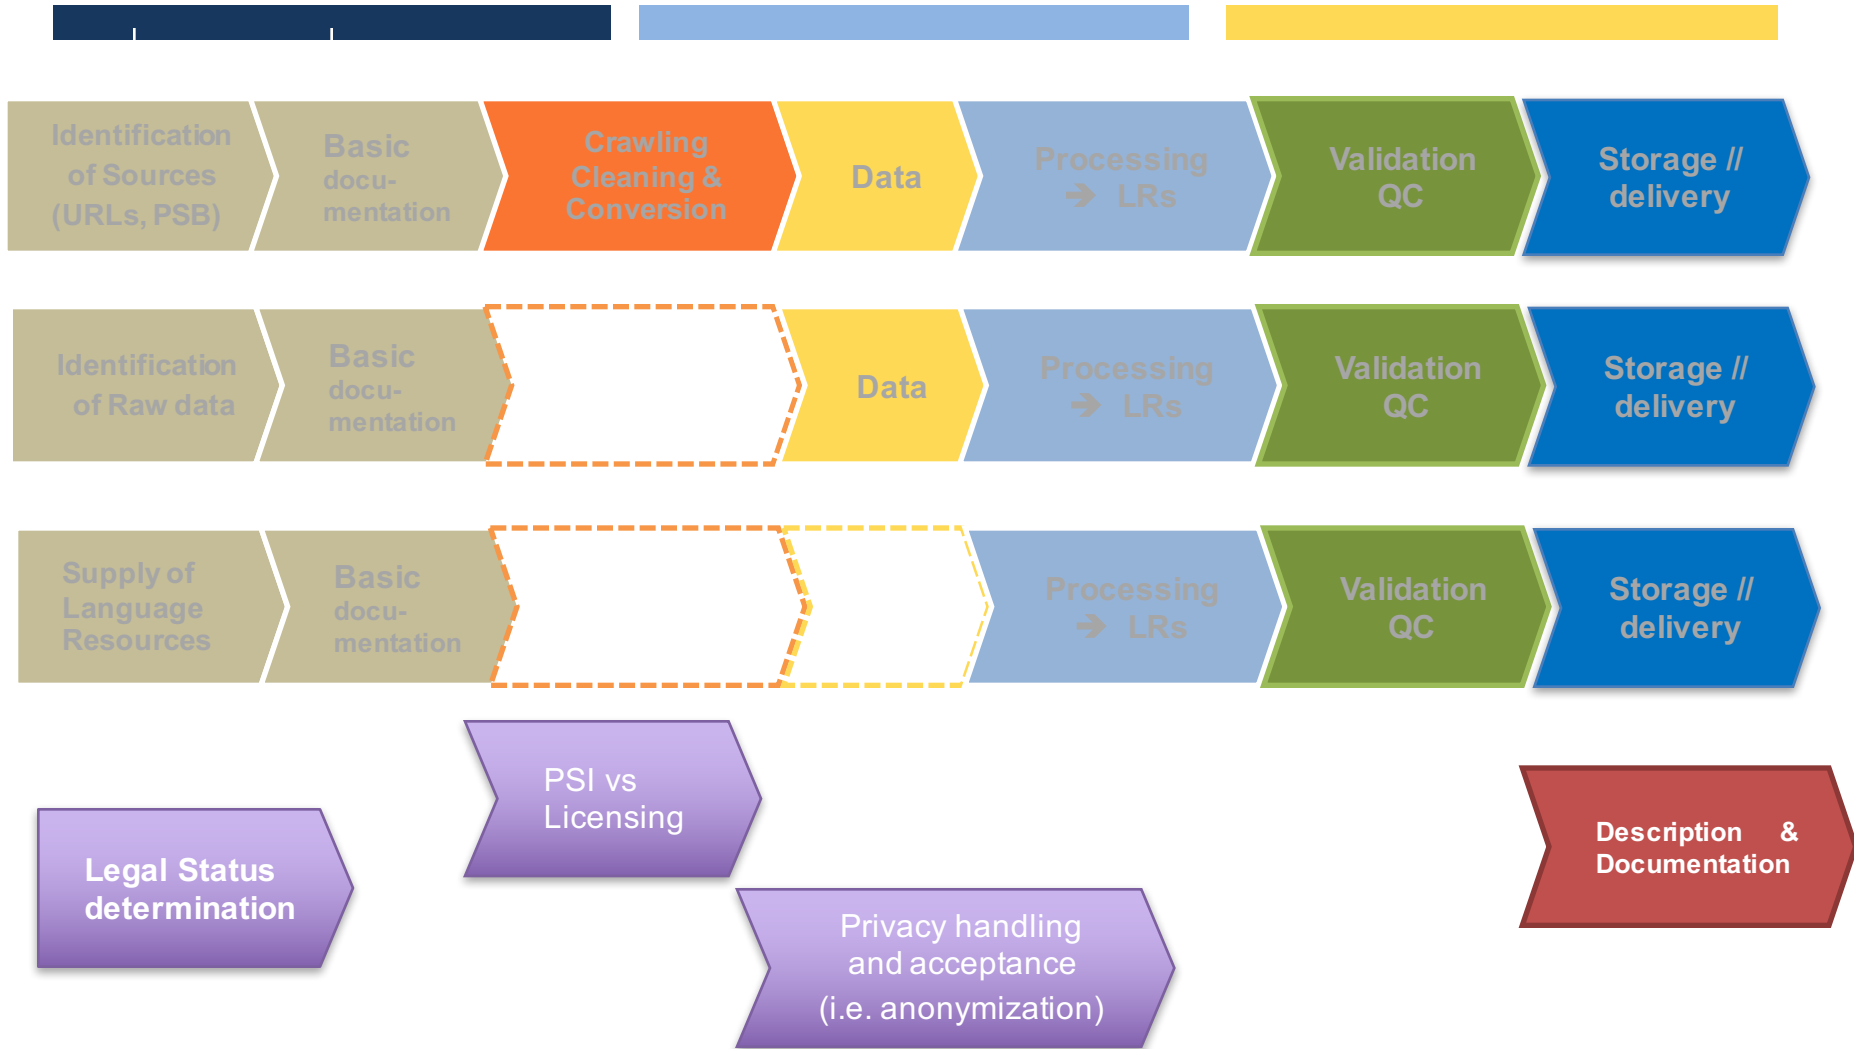 Identification
of Sources
(URLs, PSB)
Basic
docu-
mentation
Crawling
Cleaning &
Conversion
Data
Processing
➔ LRs
Validation
QC
Storage //
delivery
Identification
of Raw data
Basic
docu-
mentation
Data
Processing
➔ LRs
Validation
QC
Storage //
delivery
Supply of
Language
Resources
Basic
docu-
mentation
Processing
➔ LRs
Validation
QC
Storage //
delivery
PSI vs
Licensing
Legal Status
determination
Privacy handling
and acceptance
(i.e. anonymization)
Description &
Documentation